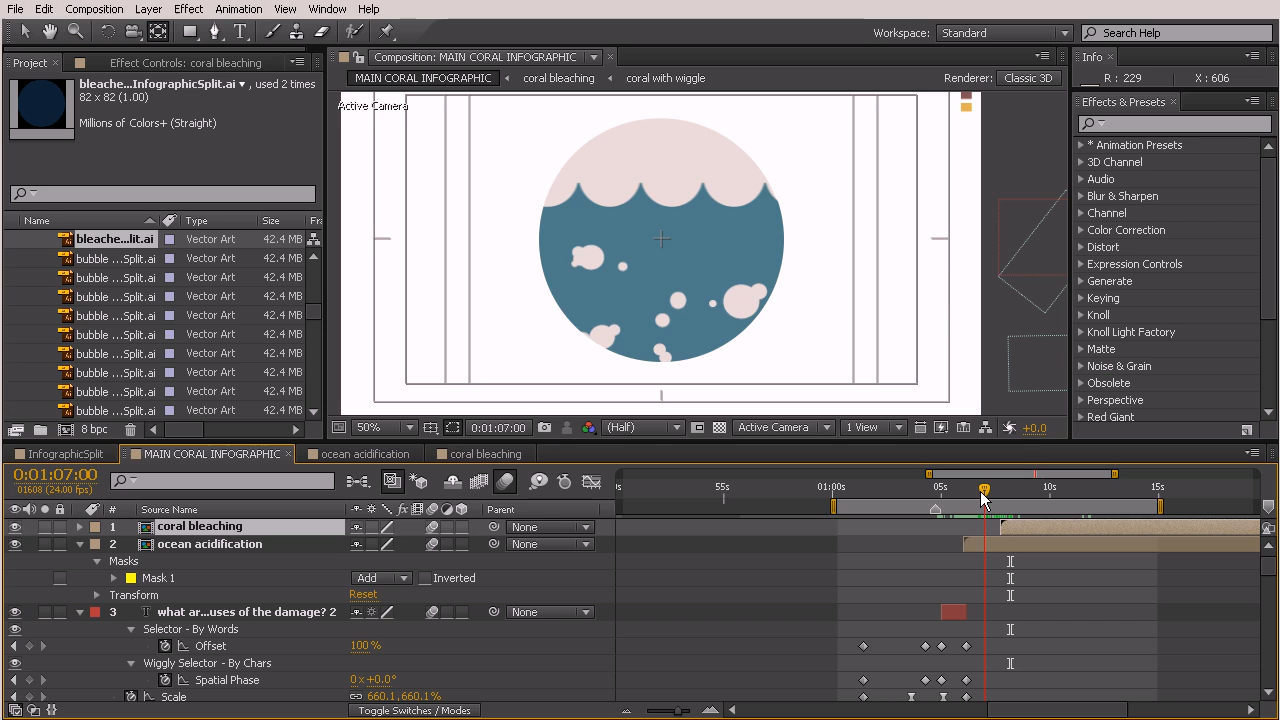 File Edit Composition Layer Effect Animation View Window Help
Workspace: Standard Search Help
Project Effect Controls: coral bleaching
bleache...InfographicSplit.ai ▾ , used 2 times
82 x 82 (1.00)
Millions of Colors+ (Straight)
Name Type Size Fra
bleache...lit.ai Vector Art 42.4 MB
bubble ...Split.ai Vector Art 42.4 MB
bubble ...Split.ai Vector Art 42.4 MB
bubble ...Split.ai Vector Art 42.4 MB
bubble ...Split.ai Vector Art 42.4 MB
bubble ...Split.ai Vector Art 42.4 MB
bubble ...Split.ai Vector Art 42.4 MB
bubble ...Split.ai Vector Art 42.4 MB
bubble ...Split.ai Vector Art 42.4 MB
bubble ...Split.ai Vector Art 42.4 MB
8 bpc
Composition: MAIN CORAL INFOGRAPHIC
MAIN CORAL INFOGRAPHIC coral bleaching coral with wiggle Renderer: Classic 3D
Active Camera
50% 0:01:07:00 (Half) Active Camera 1 View +0.0
Info
R : 229 X : 606
Effects & Presets
* Animation Presets
3D Channel
Audio
Blur & Sharpen
Channel
Color Correction
Distort
Expression Controls
Generate
Keying
Knoll
Knoll Light Factory
Matte
Noise & Grain
Obsolete
Perspective
Red Giant
InfographicSplit MAIN CORAL INFOGRAPHIC ocean acidification coral bleaching
0:01:07:00
01608 (24.00 fps)
0s 55s 01:00s 05s 10s 15s
# Source Name Parent
1 coral bleaching None
2 ocean acidification None
Masks
Mask 1 Add Inverted
Transform Reset
3 T what ar...uses of the damage? 2 None
Selector - By Words
Offset 100 %
Wiggly Selector - By Chars
Spatial Phase 0 x +0.0°
Scale 660.1, 660.1 %
Toggle Switches / Modes